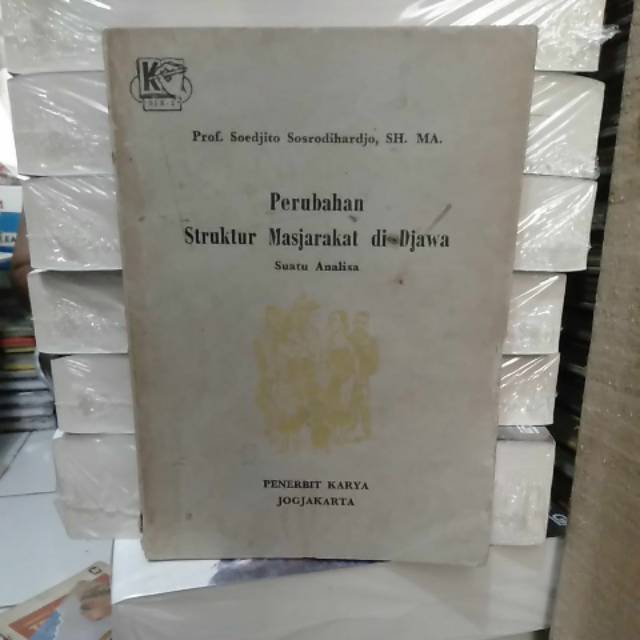 K
Prof. Soedjito Sosrodihardjo, SH. MA.
Perubahan
Struktur Masjarakat di Djawa
Suatu Analisa
PENERBIT KARYA
JOGJAKARTA